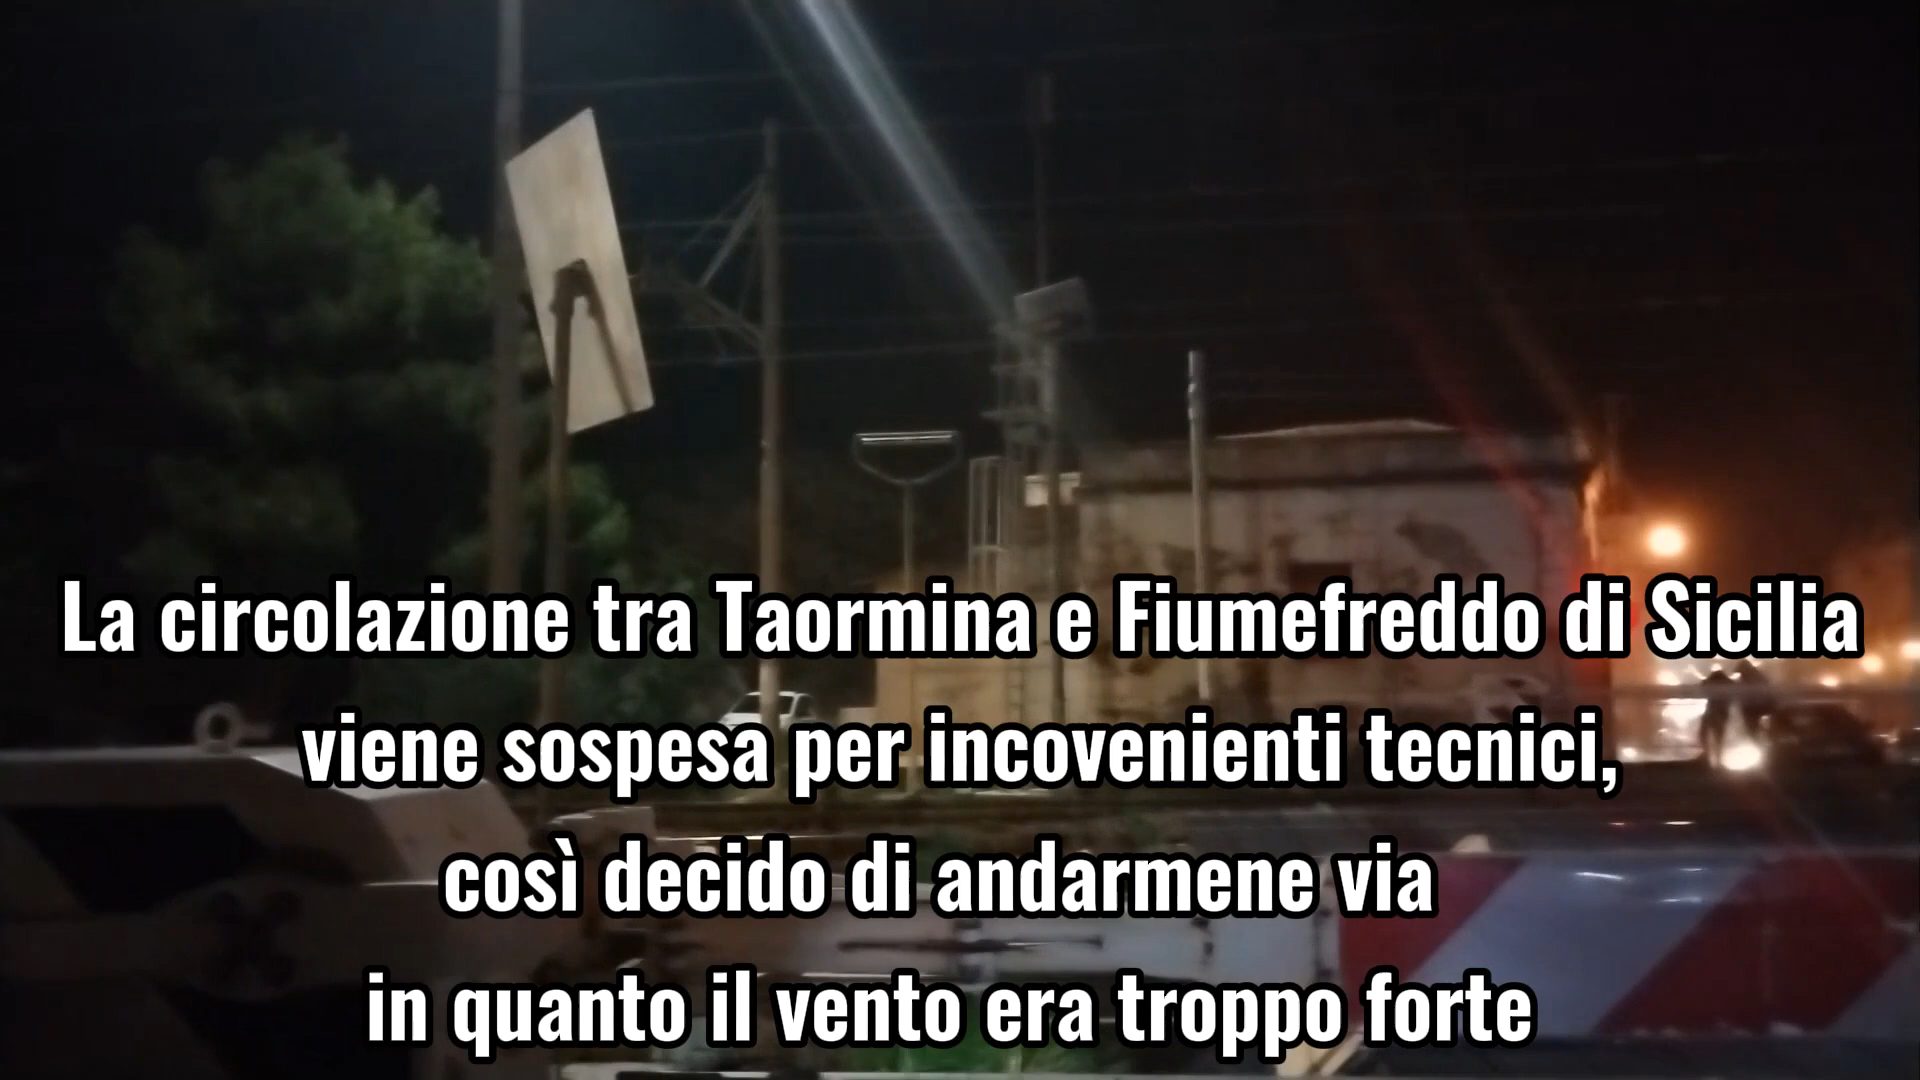 La circolazione tra Taormina e Fiumefreddo di Sicilia
viene sospesa per incovenienti tecnici,
così decido di andarmene via
in quanto il vento era troppo forte